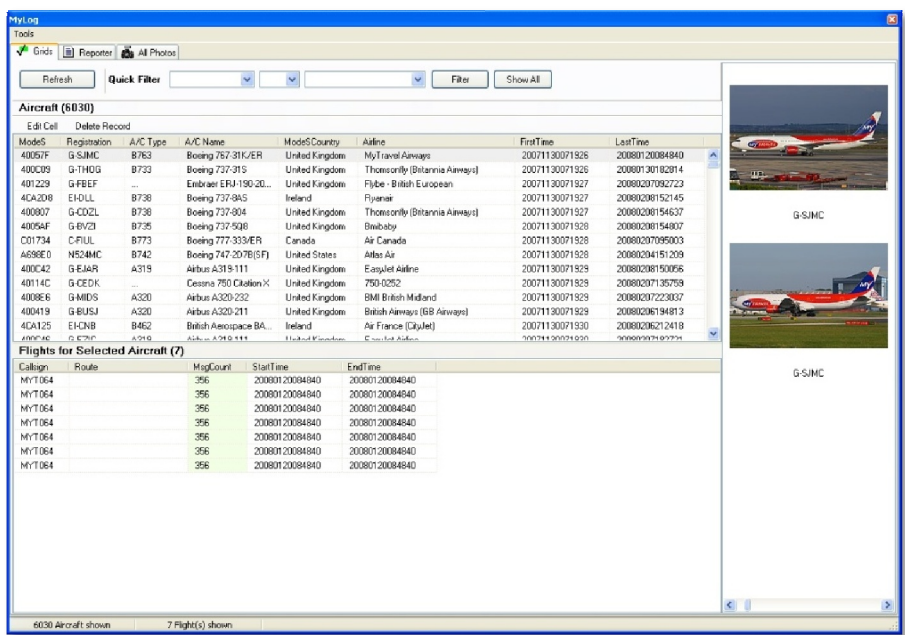 MyLog
Tools
Grids Reporter All Photos
Refresh Quick Filter Filter Show All
Aircraft (6030)
Edit Cell Delete Record
ModeS Registration A/C Type A/C Name ModeSCountry Airline FirstTime LastTime
40057F G-SJMC B763 Boeing 767-31K/ER United Kingdom MyTravel Airways 20071130071926 20080120084840
400C09 G-THOG B733 Boeing 737-31S United Kingdom Thomsonfly (Britannia Airways) 20071130071926 20080130182814
401229 G-FBEF ... Embraer ERJ-190-20... United Kingdom Flybe - British European 20071130071927 20080207092723
4CA2D8 EI-DLL B738 Boeing 737-8AS Ireland Ryanair 20071130071927 20080208152145
400807 G-CDZL B738 Boeing 737-804 United Kingdom Thomsonfly (Britannia Airways) 20071130071927 20080208154637
4005AF G-BVZI B735 Boeing 737-5Q8 United Kingdom Bmibaby 20071130071928 20080208154807
C01734 C-FIUL B773 Boeing 777-333/ER Canada Air Canada 20071130071928 20080207095003
A698E0 N524MC B742 Boeing 747-2D7B(SF) United States Atlas Air 20071130071928 20080204151209
400C42 G-EJAR A319 Airbus A319-111 United Kingdom EasyJet Airline 20071130071929 20080208150056
40114C G-CEDK ... Cessna 750 Citation X United Kingdom 750-0252 20071130071929 20080207135759
4008E6 G-MIDS A320 Airbus A320-232 United Kingdom BMI British Midland 20071130071929 20080207223037
400419 G-BUSJ A320 Airbus A320-211 United Kingdom British Airways (GB Airways) 20071130071929 20080206194813
4CA125 EI-CNB B462 British Aerospace BA... Ireland Air France (CityJet) 20071130071930 20080206212418
Flights for Selected Aircraft (7)
Callsign Route MsgCount StartTime EndTime
MYT064 356 20080120084840 20080120084840
MYT064 356 20080120084840 20080120084840
MYT064 356 20080120084840 20080120084840
MYT064 356 20080120084840 20080120084840
MYT064 356 20080120084840 20080120084840
MYT064 356 20080120084840 20080120084840
MYT064 356 20080120084840 20080120084840
G-SJMC
G-SJMC
6030 Aircraft shown 7 Flight(s) shown